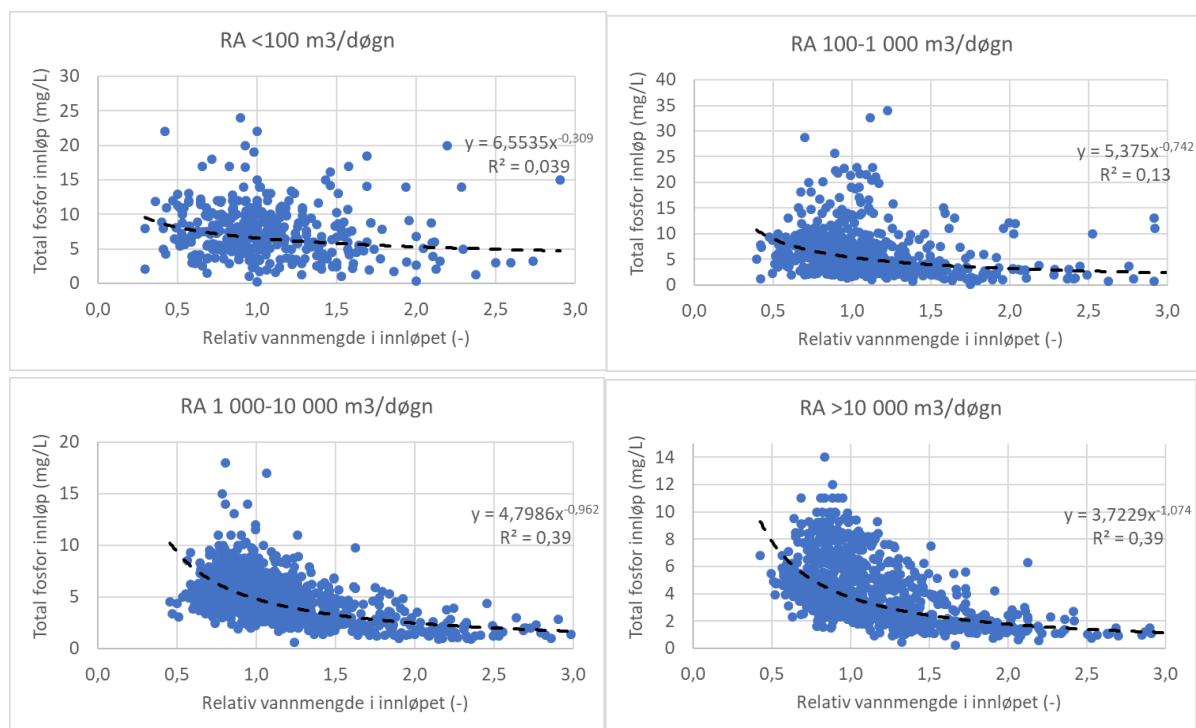 RA <100 m3/døgn
Total fosfor innløp (mg/L)
30
25
20
15
10
5
0
y = 6,5535x^-0,309
R² = 0,039
0,0 0,5 1,0 1,5 2,0 2,5 3,0
Relativ vannmengde i innløpet (-)
RA 100-1 000 m3/døgn
Total fosfor innløp (mg/L)
40
35
30
25
20
15
10
5
0
y = 5,375x^-0,742
R² = 0,13
0,0 0,5 1,0 1,5 2,0 2,5 3,0
Relativ vannmengde i innløpet (-)
RA 1 000-10 000 m3/døgn
Total fosfor innløp (mg/L)
20
15
10
5
0
y = 4,7986x^-0,962
R² = 0,39
0,0 0,5 1,0 1,5 2,0 2,5 3,0
Relativ vannmengde i innløpet (-)
RA >10 000 m3/døgn
Total fosfor innløp (mg/L)
14
12
10
8
6
4
2
0
y = 3,7229x^-1,074
R² = 0,39
0,0 0,5 1,0 1,5 2,0 2,5 3,0
Relativ vannmengde i innløpet (-)